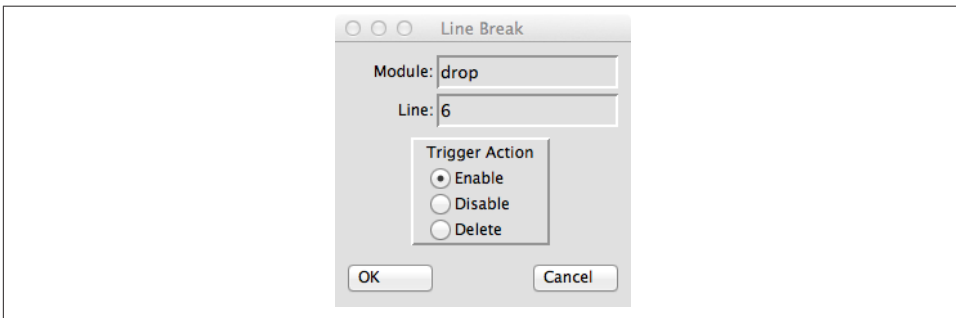 Line Break
Module: drop
Line: 6
Trigger Action
Enable
Disable
Delete
OK Cancel